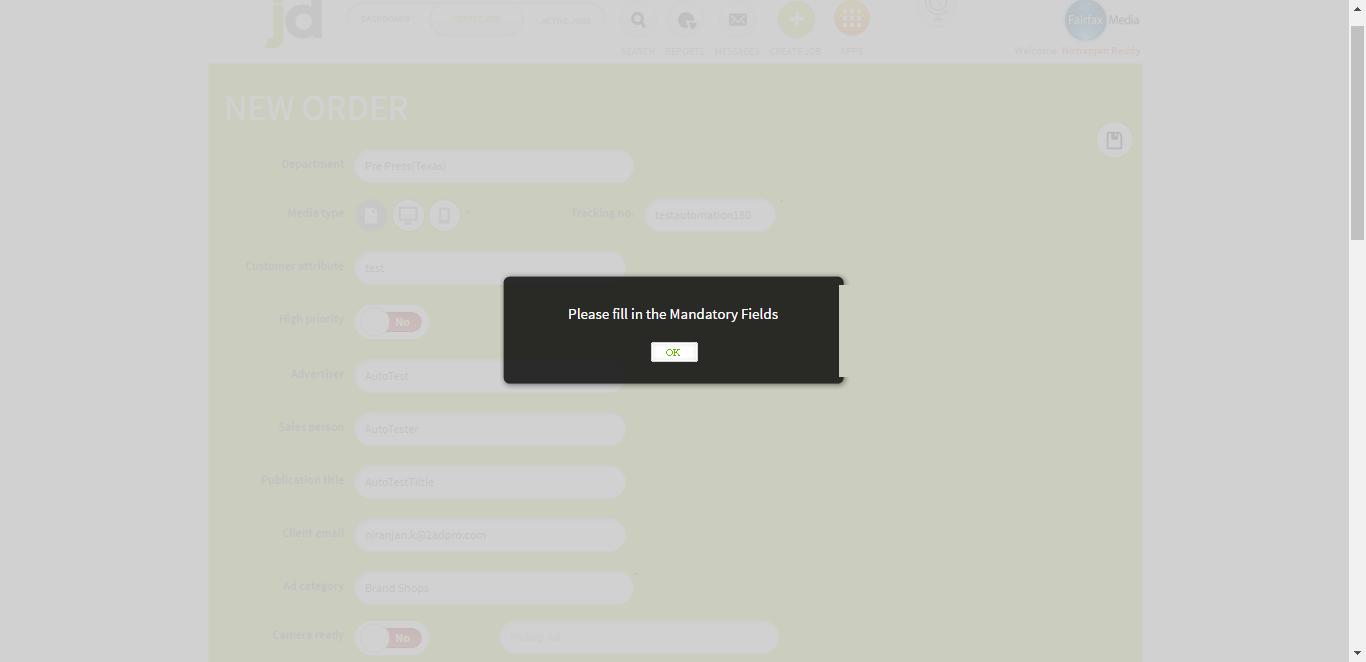 jd
DASHBOARD
CREATE JOB
ACTIVE JOBS
SEARCH
REPORTS
MESSAGES
CREATE JOB
APPS
Fairfax Media
Welcome Niranjan Reddy
NEW ORDER
Department
Pre Press(Texas)
Media type
*
Tracking no.
testautomation180
*
Customer attribute
test
High priority
No
Please fill in the Mandatory Fields
OK
Advertiser
AutoTest
Sales person
AutoTester
Publication title
AutoTestTiltle
Client email
niranjan.k@2adpro.com
Ad category
Brand Shops
*
Camera ready
No
Pickup ad